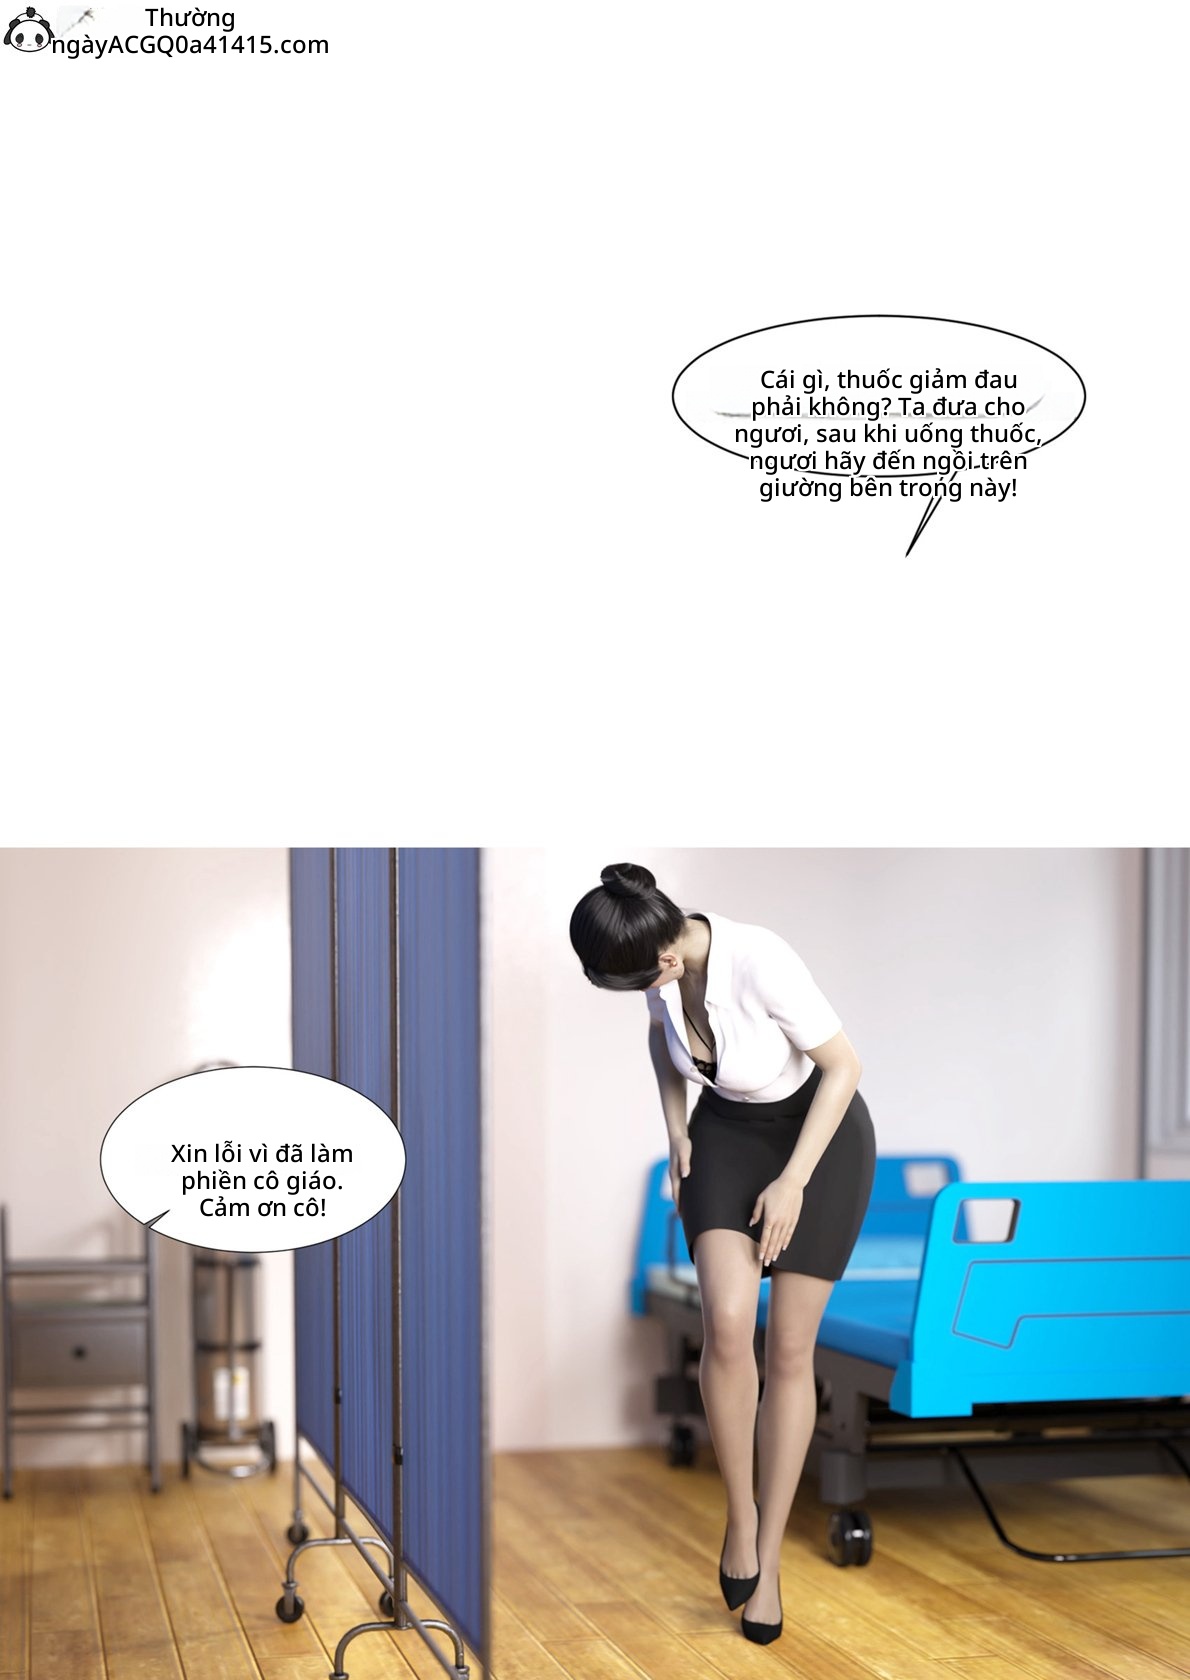 Thường
ngàyACGQ0a41415.com
Cái gì, thuốc giảm đau
phải không? Ta đưa cho
ngươi, sau khi uống thuốc,
ngươi hãy đến ngồi trên
giường bên trong này!
Xin lỗi vì đã làm
phiền cô giáo.
Cảm ơn cô!